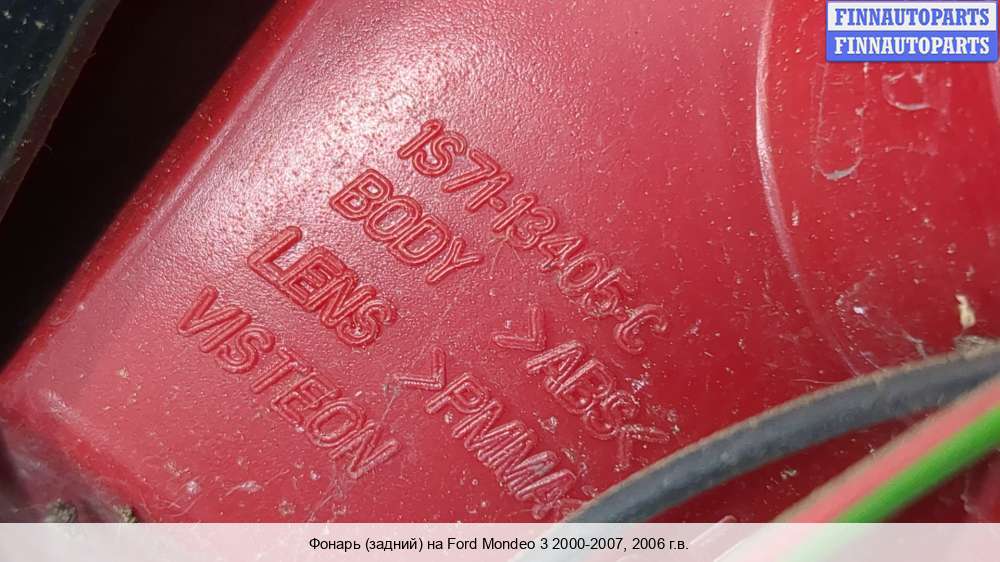 FINNAUTOPARTS
FINNAUTOPARTS
1S71-13405-C
BODY >ABS<
LENS >PMMA<
VISTEON
Фонарь (задний) на Ford Mondeo 3 2000-2007, 2006 г.в.